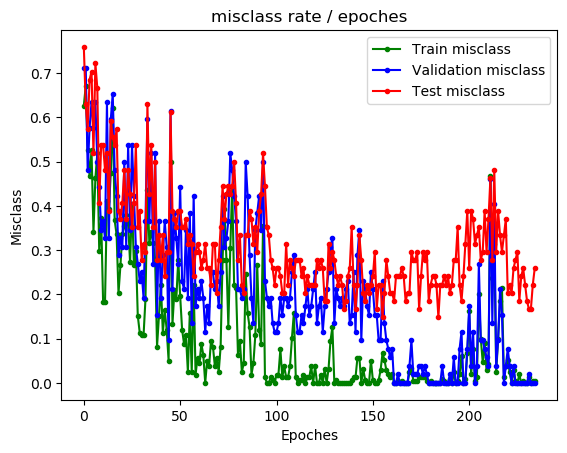 misclass rate / epoches
Train misclass
Validation misclass
Test misclass
Misclass
0.7
0.6
0.5
0.4
0.3
0.2
0.1
0.0
0 50 100 150 200
Epoches